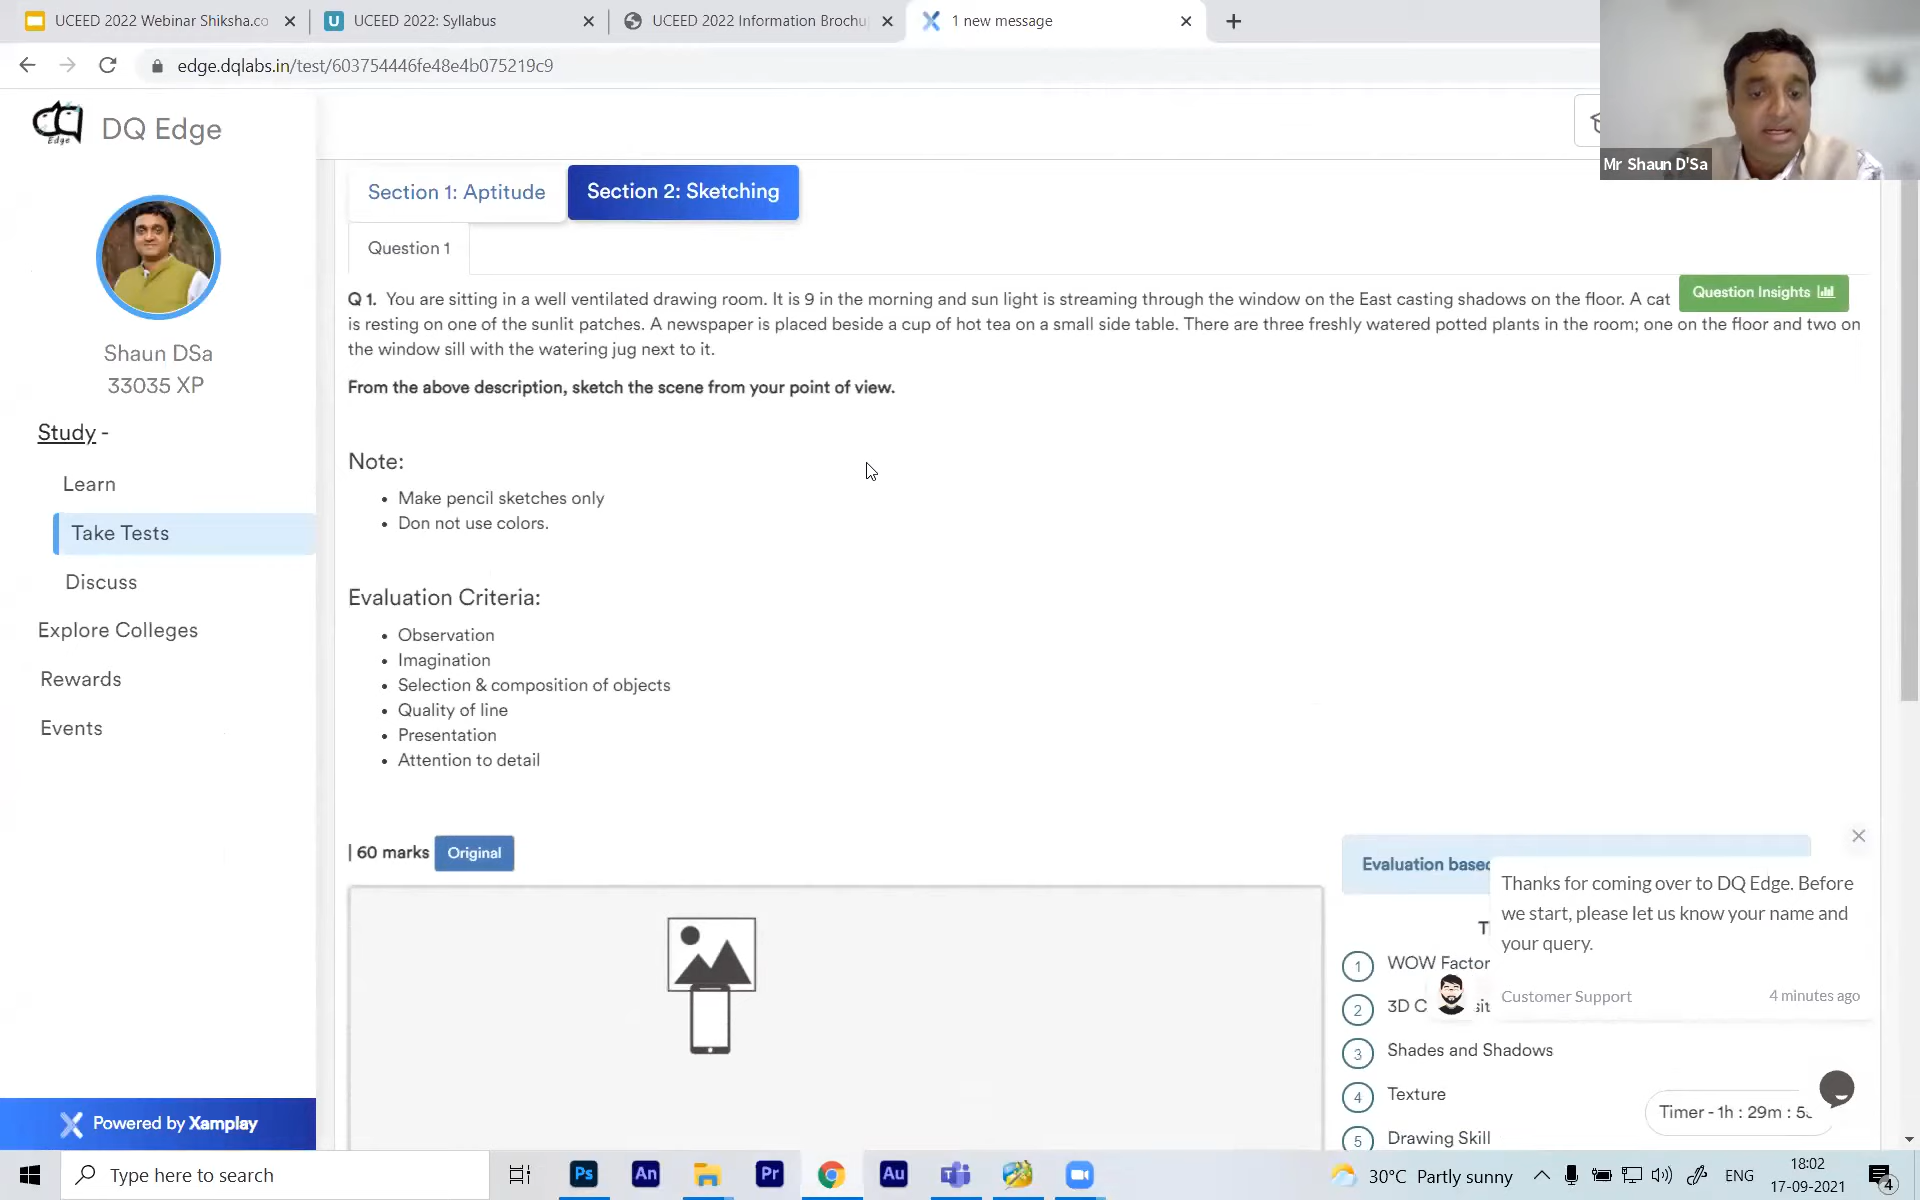 UCEED 2022 Webinar Shiksha.co
UCEED 2022: Syllabus
UCEED 2022 Information Brochu
1 new message
edge.dqlabs.in/test/603754446fe48e4b075219c9
Mr Shaun D'Sa
Edge
DQ Edge
Shaun DSa
33035 XP
Study -
Learn
Take Tests
Discuss
Explore Colleges
Rewards
Events
Powered by Xamplay
Section 1: Aptitude
Section 2: Sketching
Question 1
Question Insights
Q 1. You are sitting in a well ventilated drawing room. It is 9 in the morning and sun light is streaming through the window on the East casting shadows on the floor. A cat
is resting on one of the sunlit patches. A newspaper is placed beside a cup of hot tea on a small side table. There are three freshly watered potted plants in the room; one on the floor and two on
the window sill with the watering jug next to it.
From the above description, sketch the scene from your point of view.
Note:
Make pencil sketches only
Don not use colors.
Evaluation Criteria:
Observation
Imagination
Selection & composition of objects
Quality of line
Presentation
Attention to detail
| 60 marks
Original
Evaluation based
Thanks for coming over to DQ Edge. Before
we start, please let us know your name and
your query.
Customer Support
4 minutes ago
1 WOW Factor
2 3D C
3 Shades and Shadows
4 Texture
5 Drawing Skill
Timer - 1h : 29m :
Type here to search
Ps
An
Pr
Au
30°C Partly sunny
ENG
18:02
17-09-2021
4